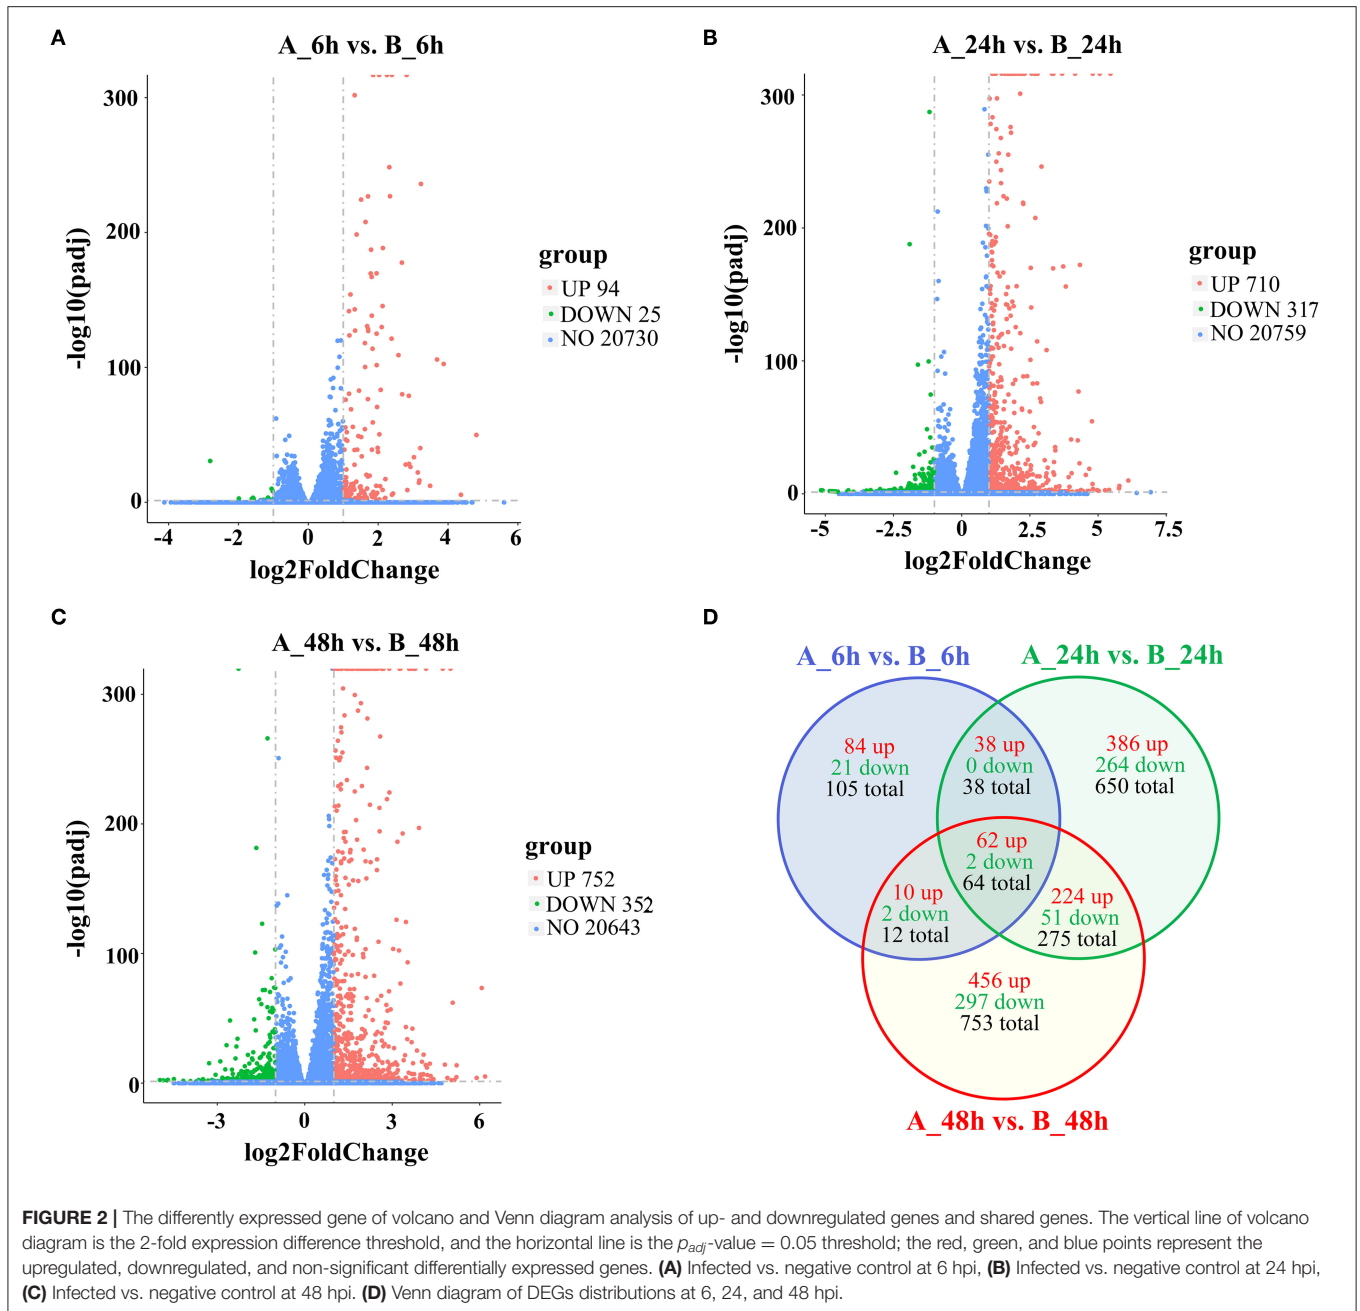 A
A_6h vs. B_6h
300
200
100
0
-log10(padj)
-4 -2 0 2 4 6
log2FoldChange
group
UP 94
DOWN 25
NO 20730
B
A_24h vs. B_24h
300
200
100
0
-log10(padj)
-5 -2.5 0 2.5 5 7.5
log2FoldChange
group
UP 710
DOWN 317
NO 20759
C
A_48h vs. B_48h
300
200
100
0
-log10(padj)
-3 0 3 6
log2FoldChange
group
UP 752
DOWN 352
NO 20643
D
A_6h vs. B_6h
A_24h vs. B_24h
84 up
21 down
105 total
38 up
0 down
38 total
386 up
264 down
650 total
62 up
2 down
64 total
10 up
2 down
12 total
224 up
51 down
275 total
456 up
297 down
753 total
A_48h vs. B_48h
FIGURE 2 | The differently expressed gene of volcano and Venn diagram analysis of up- and downregulated genes and shared genes. The vertical line of volcano
diagram is the 2-fold expression difference threshold, and the horizontal line is the padj-value = 0.05 threshold; the red, green, and blue points represent the
upregulated, downregulated, and non-significant differentially expressed genes. (A) Infected vs. negative control at 6 hpi, (B) Infected vs. negative control at 24 hpi,
(C) Infected vs. negative control at 48 hpi. (D) Venn diagram of DEGs distributions at 6, 24, and 48 hpi.